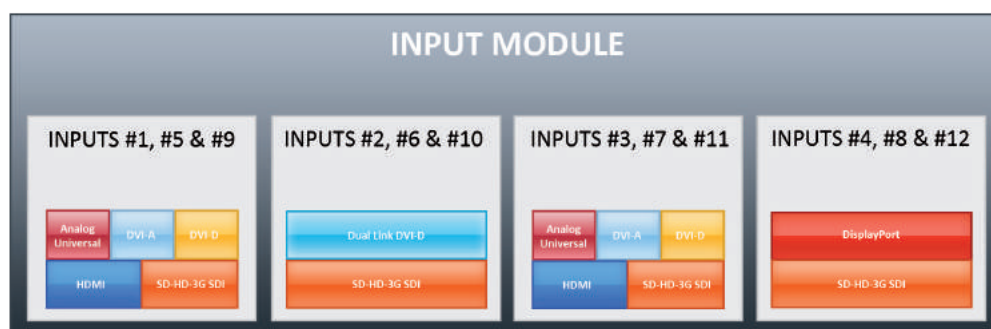 INPUT MODULE
INPUTS #1, #5 & #9
Analog
Universal
DVI-A
DVI-D
HDMI
SD-HD-3G SDI
INPUTS #2, #6 & #10
Dual Link DVI-D
SD-HD-3G SDI
INPUTS #3, #7 & #11
Analog
Universal
DVI-A
DVI-D
HDMI
SD-HD-3G SDI
INPUTS #4, #8 & #12
DisplayPort
SD-HD-3G SDI